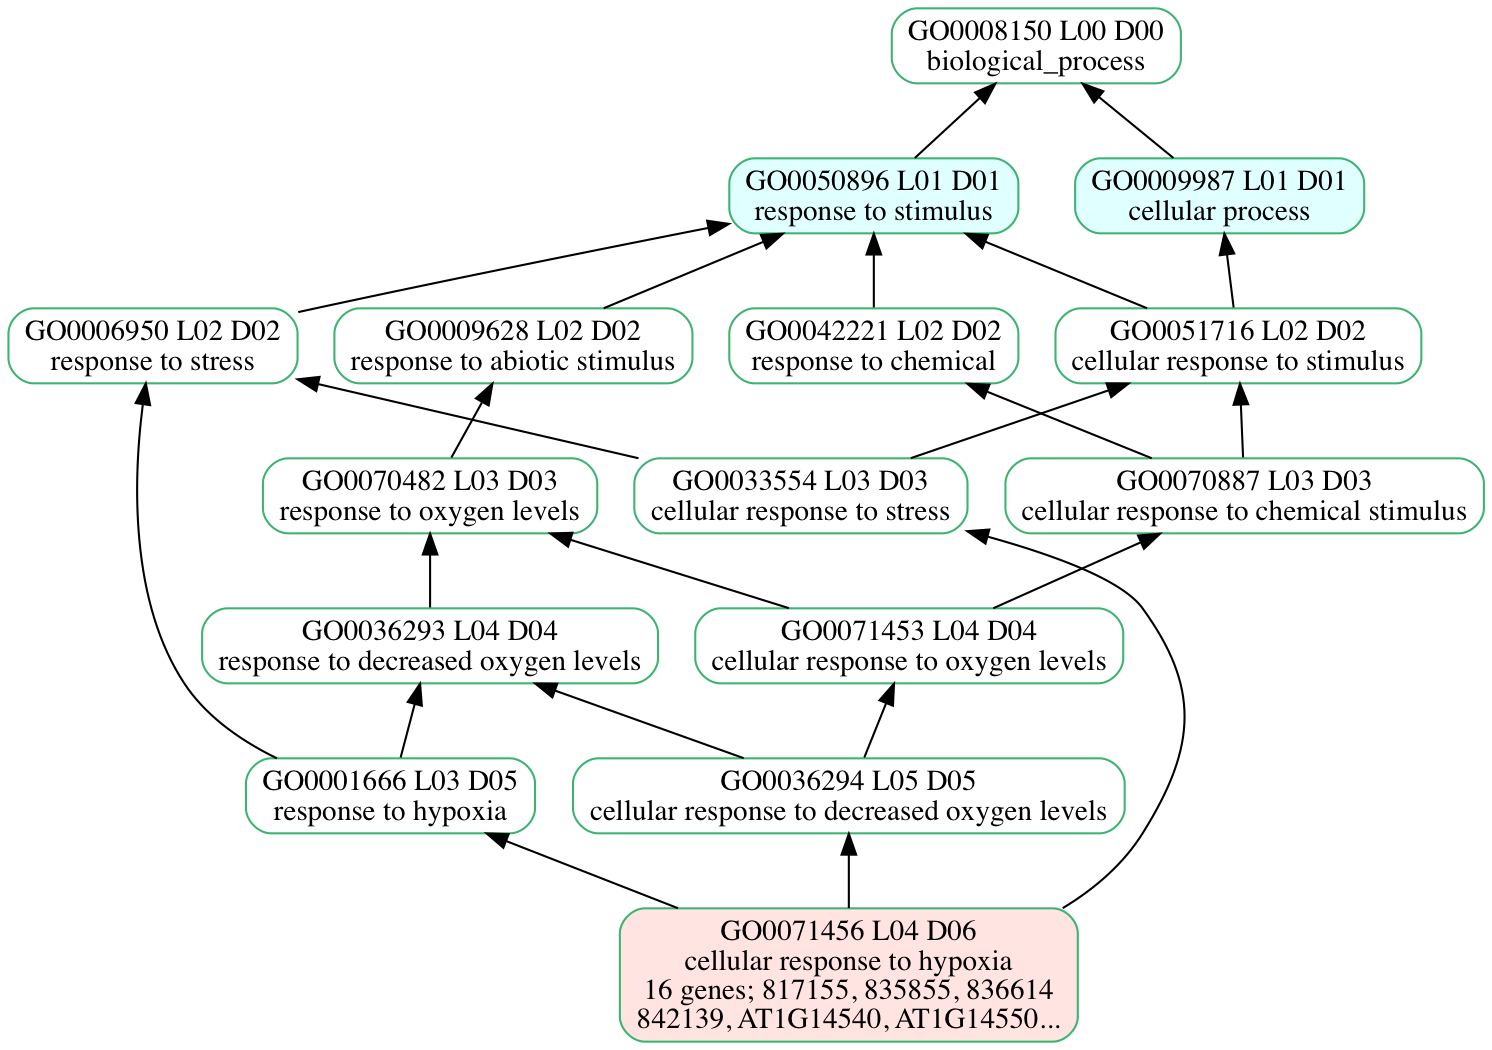 GO0008150 L00 D00
biological_process
GO0050896 L01 D01
response to stimulus
GO0009987 L01 D01
cellular process
GO0006950 L02 D02
response to stress
GO0009628 L02 D02
response to abiotic stimulus
GO0042221 L02 D02
response to chemical
GO0051716 L02 D02
cellular response to stimulus
GO0070482 L03 D03
response to oxygen levels
GO0033554 L03 D03
cellular response to stress
GO0070887 L03 D03
cellular response to chemical stimulus
GO0036293 L04 D04
response to decreased oxygen levels
GO0071453 L04 D04
cellular response to oxygen levels
GO0001666 L03 D05
response to hypoxia
GO0036294 L05 D05
cellular response to decreased oxygen levels
GO0071456 L04 D06
cellular response to hypoxia
16 genes; 817155, 835855, 836614
842139, AT1G14540, AT1G14550...